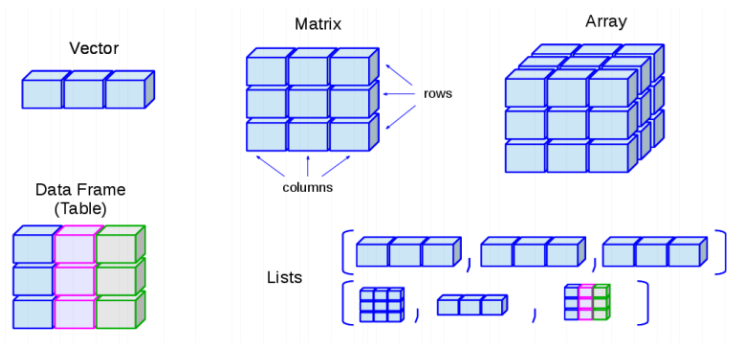 Vector
Matrix
Array
rows
columns
Data Frame
(Table)
Lists
[ , , ]
[ , , ]